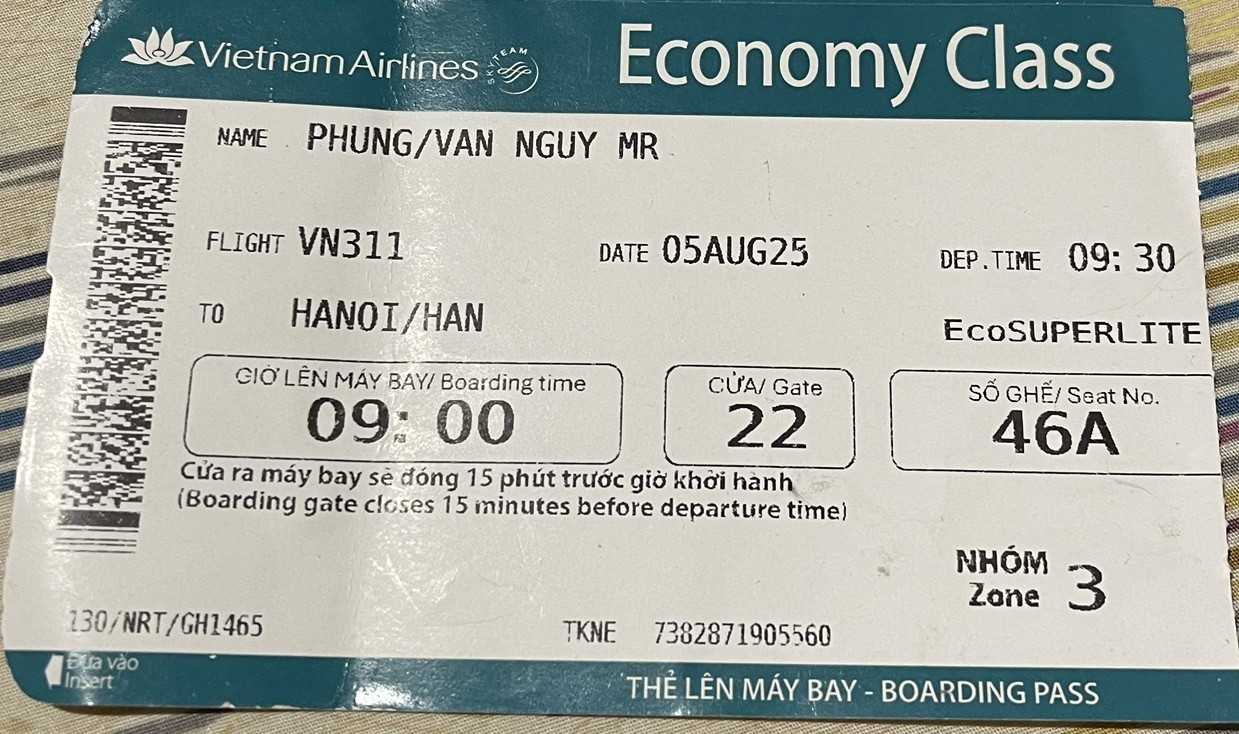 Vietnam Airlines SKYTEAM Economy Class
NAME PHUNG/VAN NGUY MR
FLIGHT VN311 DATE 05AUG25 DEP.TIME 09:30
TO HANOI/HAN
EcoSUPERLITE
GIỜ LÊN MÁY BAY/ Boarding time CỬA/ Gate SỐ GHẾ/ Seat No.
09:00 22 46A
Cửa ra máy bay sẽ đóng 15 phút trước giờ khởi hành
(Boarding gate closes 15 minutes before departure time)
NHÓM
Zone 3
130/NRT/GH1465 TKNE 7382871905560
Đưa vào
Insert
THẺ LÊN MÁY BAY - BOARDING PASS